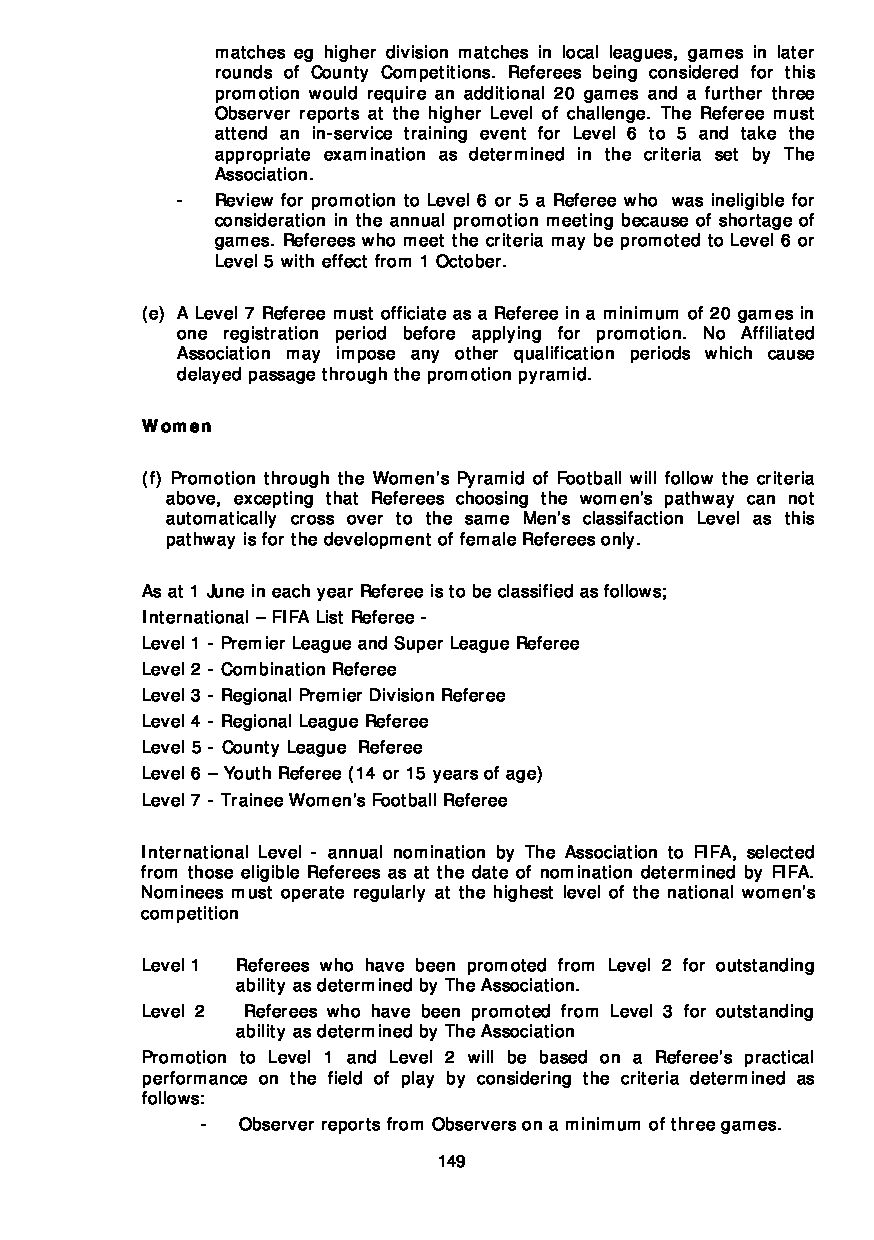 matches eg higher division matches in local leagues, games in later
rounds of County Competitions. Referees being considered for this
promotion would require an additional 20 games and a further three
Observer reports at the higher Level of challenge. The Referee must
attend an in-service training event for Level 6 to 5 and take the
appropriate examination as determined in the criteria set by The
Association.
- Review for promotion to Level 6 or 5 a Referee who was ineligible for
consideration in the annual promotion meeting because of shortage of
games. Referees who meet the criteria may be promoted to Level 6 or
Level 5 with effect from 1 October.
(e) A Level 7 Referee must officiate as a Referee in a minimum of 20 games in
one registration period before applying for promotion. No Affiliated
Association may impose any other qualification periods which cause
delayed passage through the promotion pyramid.
Women
(f) Promotion through the Women's Pyramid of Football will follow the criteria
above, excepting that Referees choosing the women's pathway can not
automatically cross over to the same Men's classifaction Level as this
pathway is for the development of female Referees only.
As at 1 June in each year Referee is to be classified as follows;
International – FIFA List Referee -
Level 1 - Premier League and Super League Referee
Level 2 - Combination Referee
Level 3 - Regional Premier Division Referee
Level 4 - Regional League Referee
Level 5 - County League Referee
Level 6 – Youth Referee (14 or 15 years of age)
Level 7 - Trainee Women's Football Referee
International Level - annual nomination by The Association to FIFA, selected
from those eligible Referees as at the date of nomination determined by FIFA.
Nominees must operate regularly at the highest level of the national women's
competition
Level 1 Referees who have been promoted from Level 2 for outstanding
ability as determined by The Association.
Level 2 Referees who have been promoted from Level 3 for outstanding
ability as determined by The Association
Promotion to Level 1 and Level 2 will be based on a Referee's practical
performance on the field of play by considering the criteria determined as
follows:
- Observer reports from Observers on a minimum of three games.
149